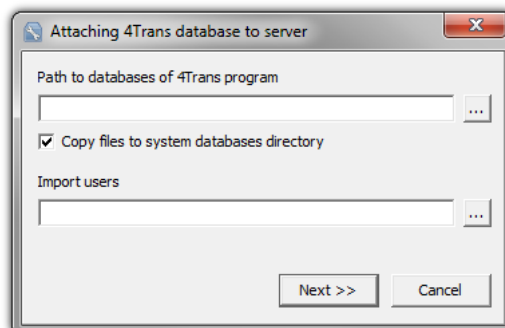 Attaching 4Trans database to server
Path to databases of 4Trans program
...
Copy files to system databases directory
Import users
...
Next >> Cancel